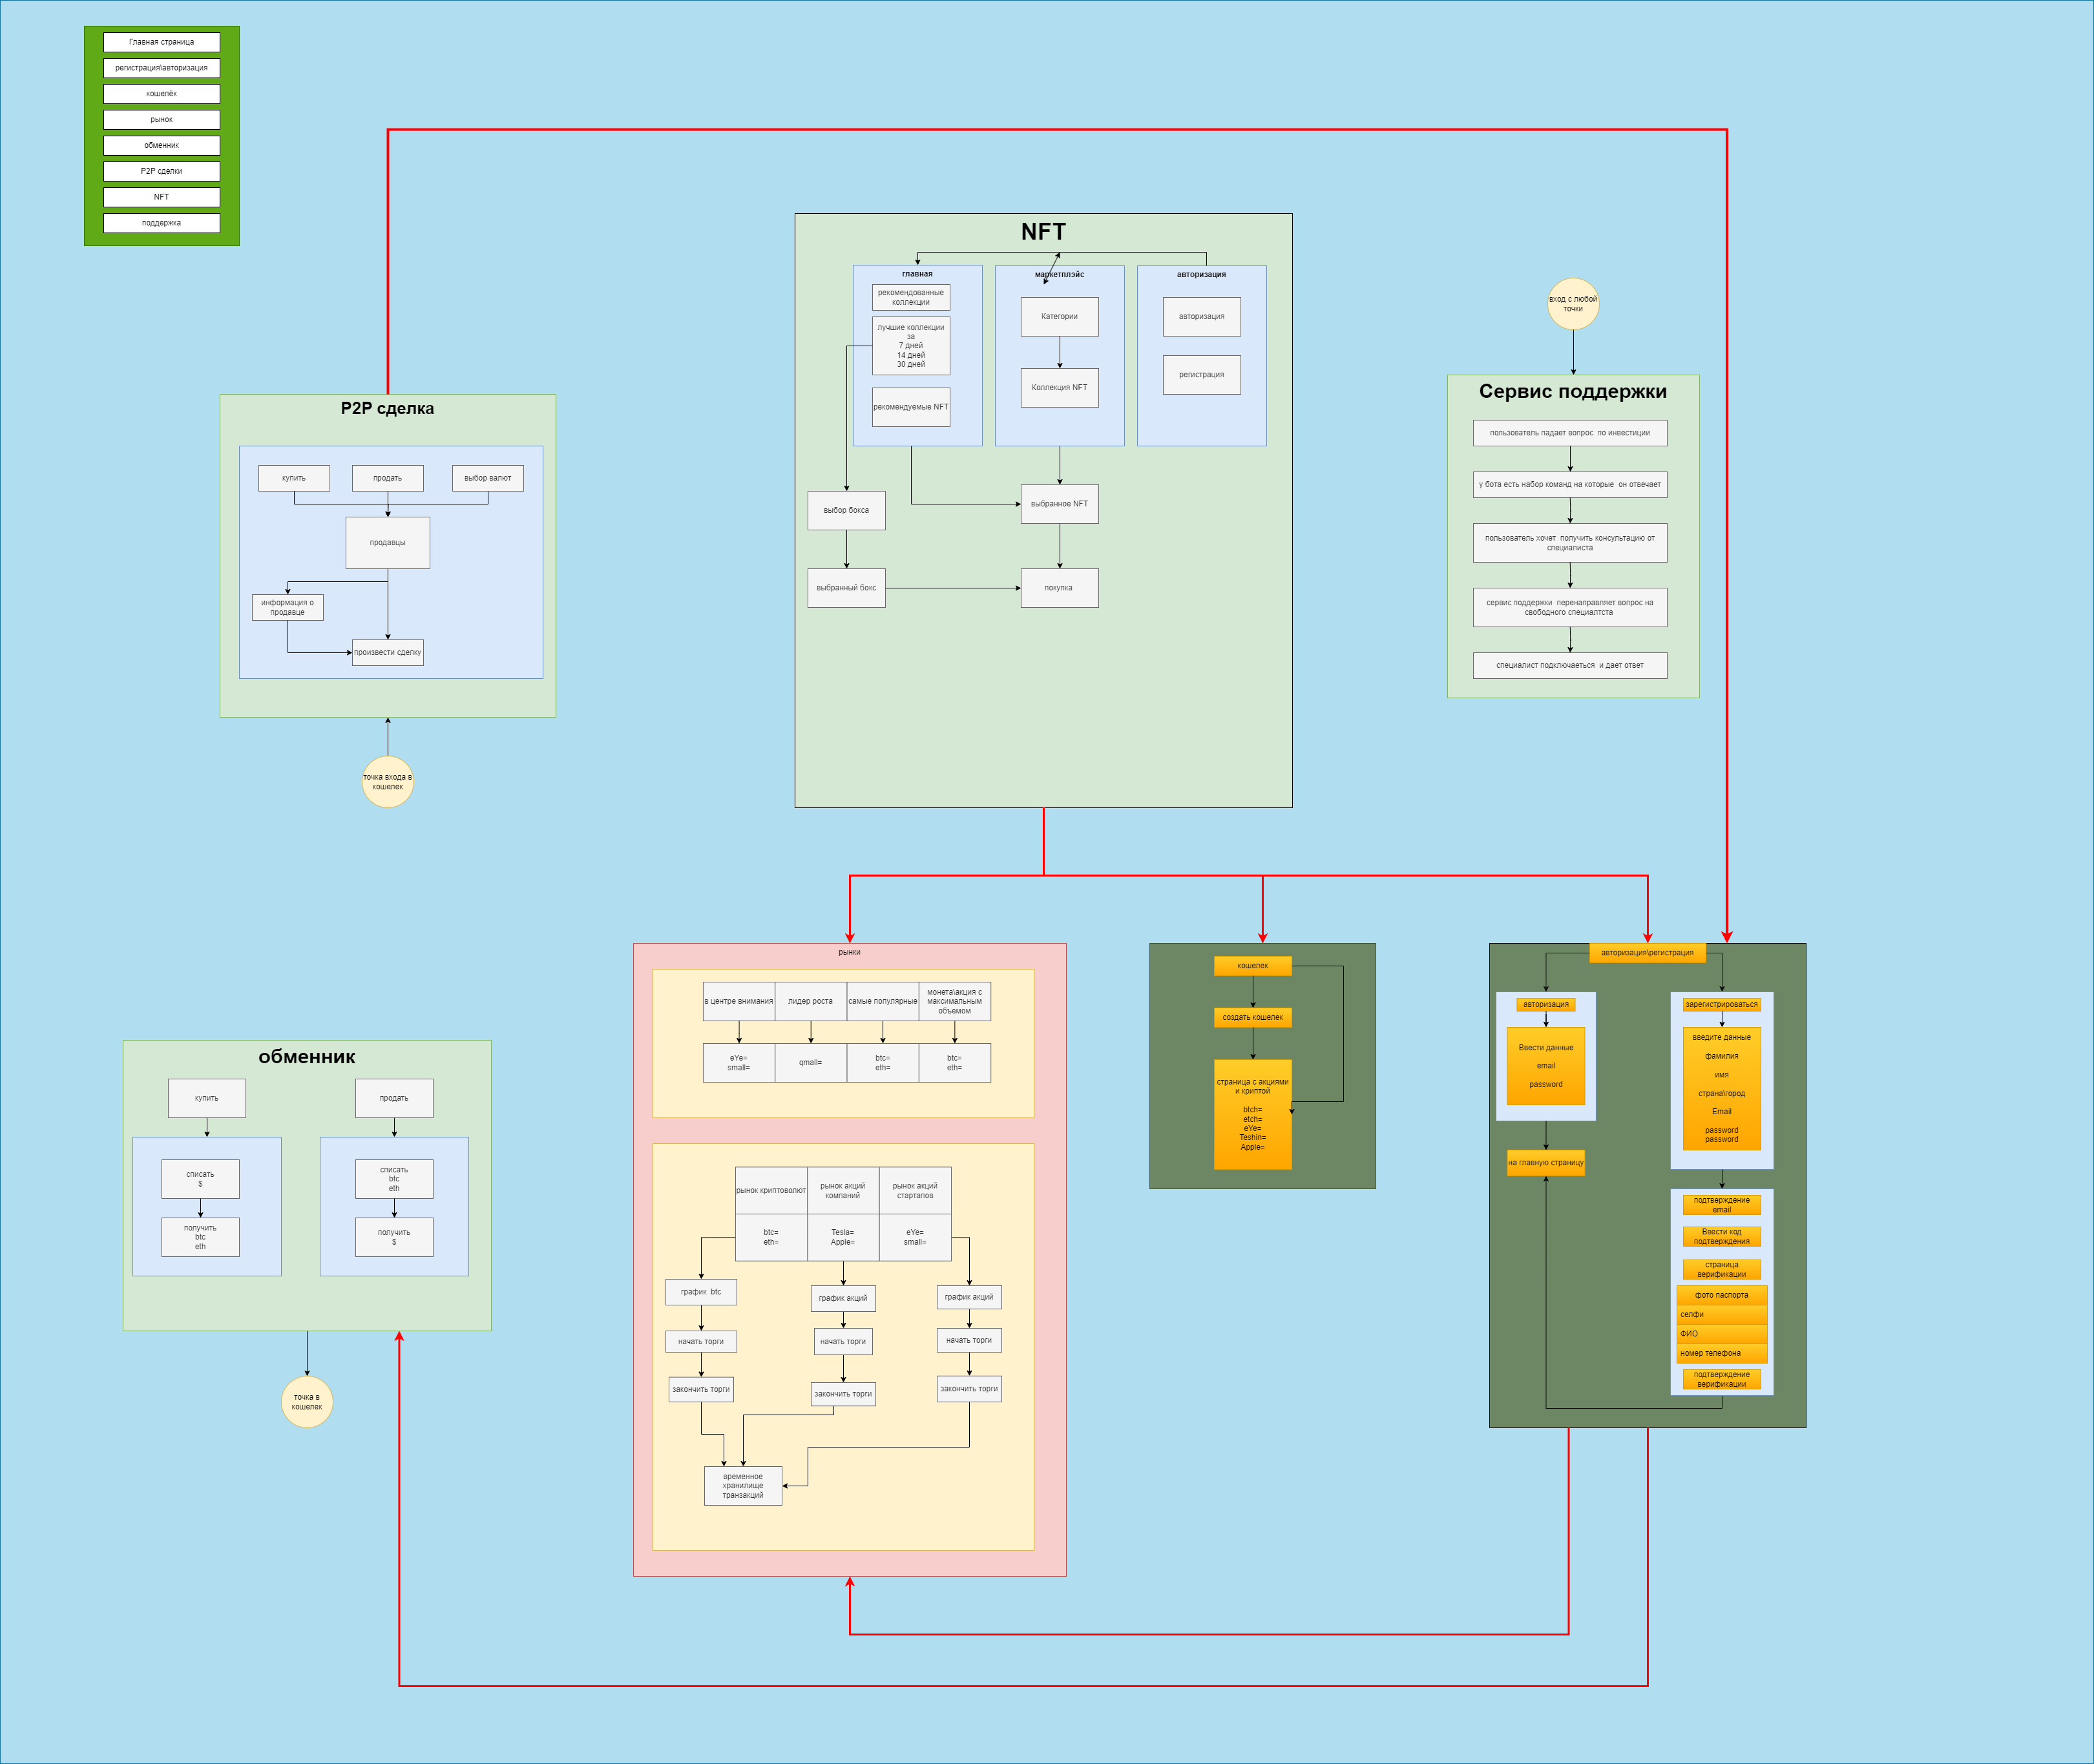 Главная страница
регистрация\авторизация
кошелёк
рынок
обменник
P2P сделки
NFT
поддержка
NFT
главная
рекомендованные
коллекции
лучшие коллекции
за
7 дней
14 дней
30 дней
рекомендуемые NFT
маркетплэйс
Категории
Коллекция NFT
авторизация
авторизация
регистрация
выбор бокса
выбранное NFT
выбранный бокс
покупка
вход с любой
точки
Сервис поддержки
пользователь падает вопрос по инвестиции
у бота есть набор команд на которые он отвечает
пользователь хочет получить консультацию от
специалиста
сервис поддержки перенаправляет вопрос на
свободного специалтста
специалист подключаеться и дает ответ
P2P сделка
купить
продать
выбор валют
продавцы
информация о
продавце
произвести сделку
точка входа в
кошелек
обменник
купить
продать
списать
$
получить
btc
eth
списать
btc
eth
получить
$
точка в
кошелек
рынки
в центре внимания
лидер роста
самые популярные
монета\акция с
максимальным
объемом
eYe=
small=
qmall=
btc=
eth=
btc=
eth=
рынок криптоволют
рынок акций
компаний
рынок акций
стартапов
btc=
eth=
Tesla=
Apple=
eYe=
small=
график btc
график акций
график акций
начать торги
начать торги
начать торги
закончить торги
закончить торги
закончить торги
временное
хранилище
транзакций
кошелек
создать кошелек
страница с акциями
и криптой
btch=
etch=
eYe=
Teshin=
Apple=
авторизация\регистрация
авторизация
Ввести данные
email
password
на главную страницу
зарегистрироваться
введите данные
фамилия
имя
страна\город
Email
password
password
подтверждение
email
Ввести код
подтверждения
страница
верификации
фото паспорта
селфи
ФИО
номер телефона
подтверждение
верификации